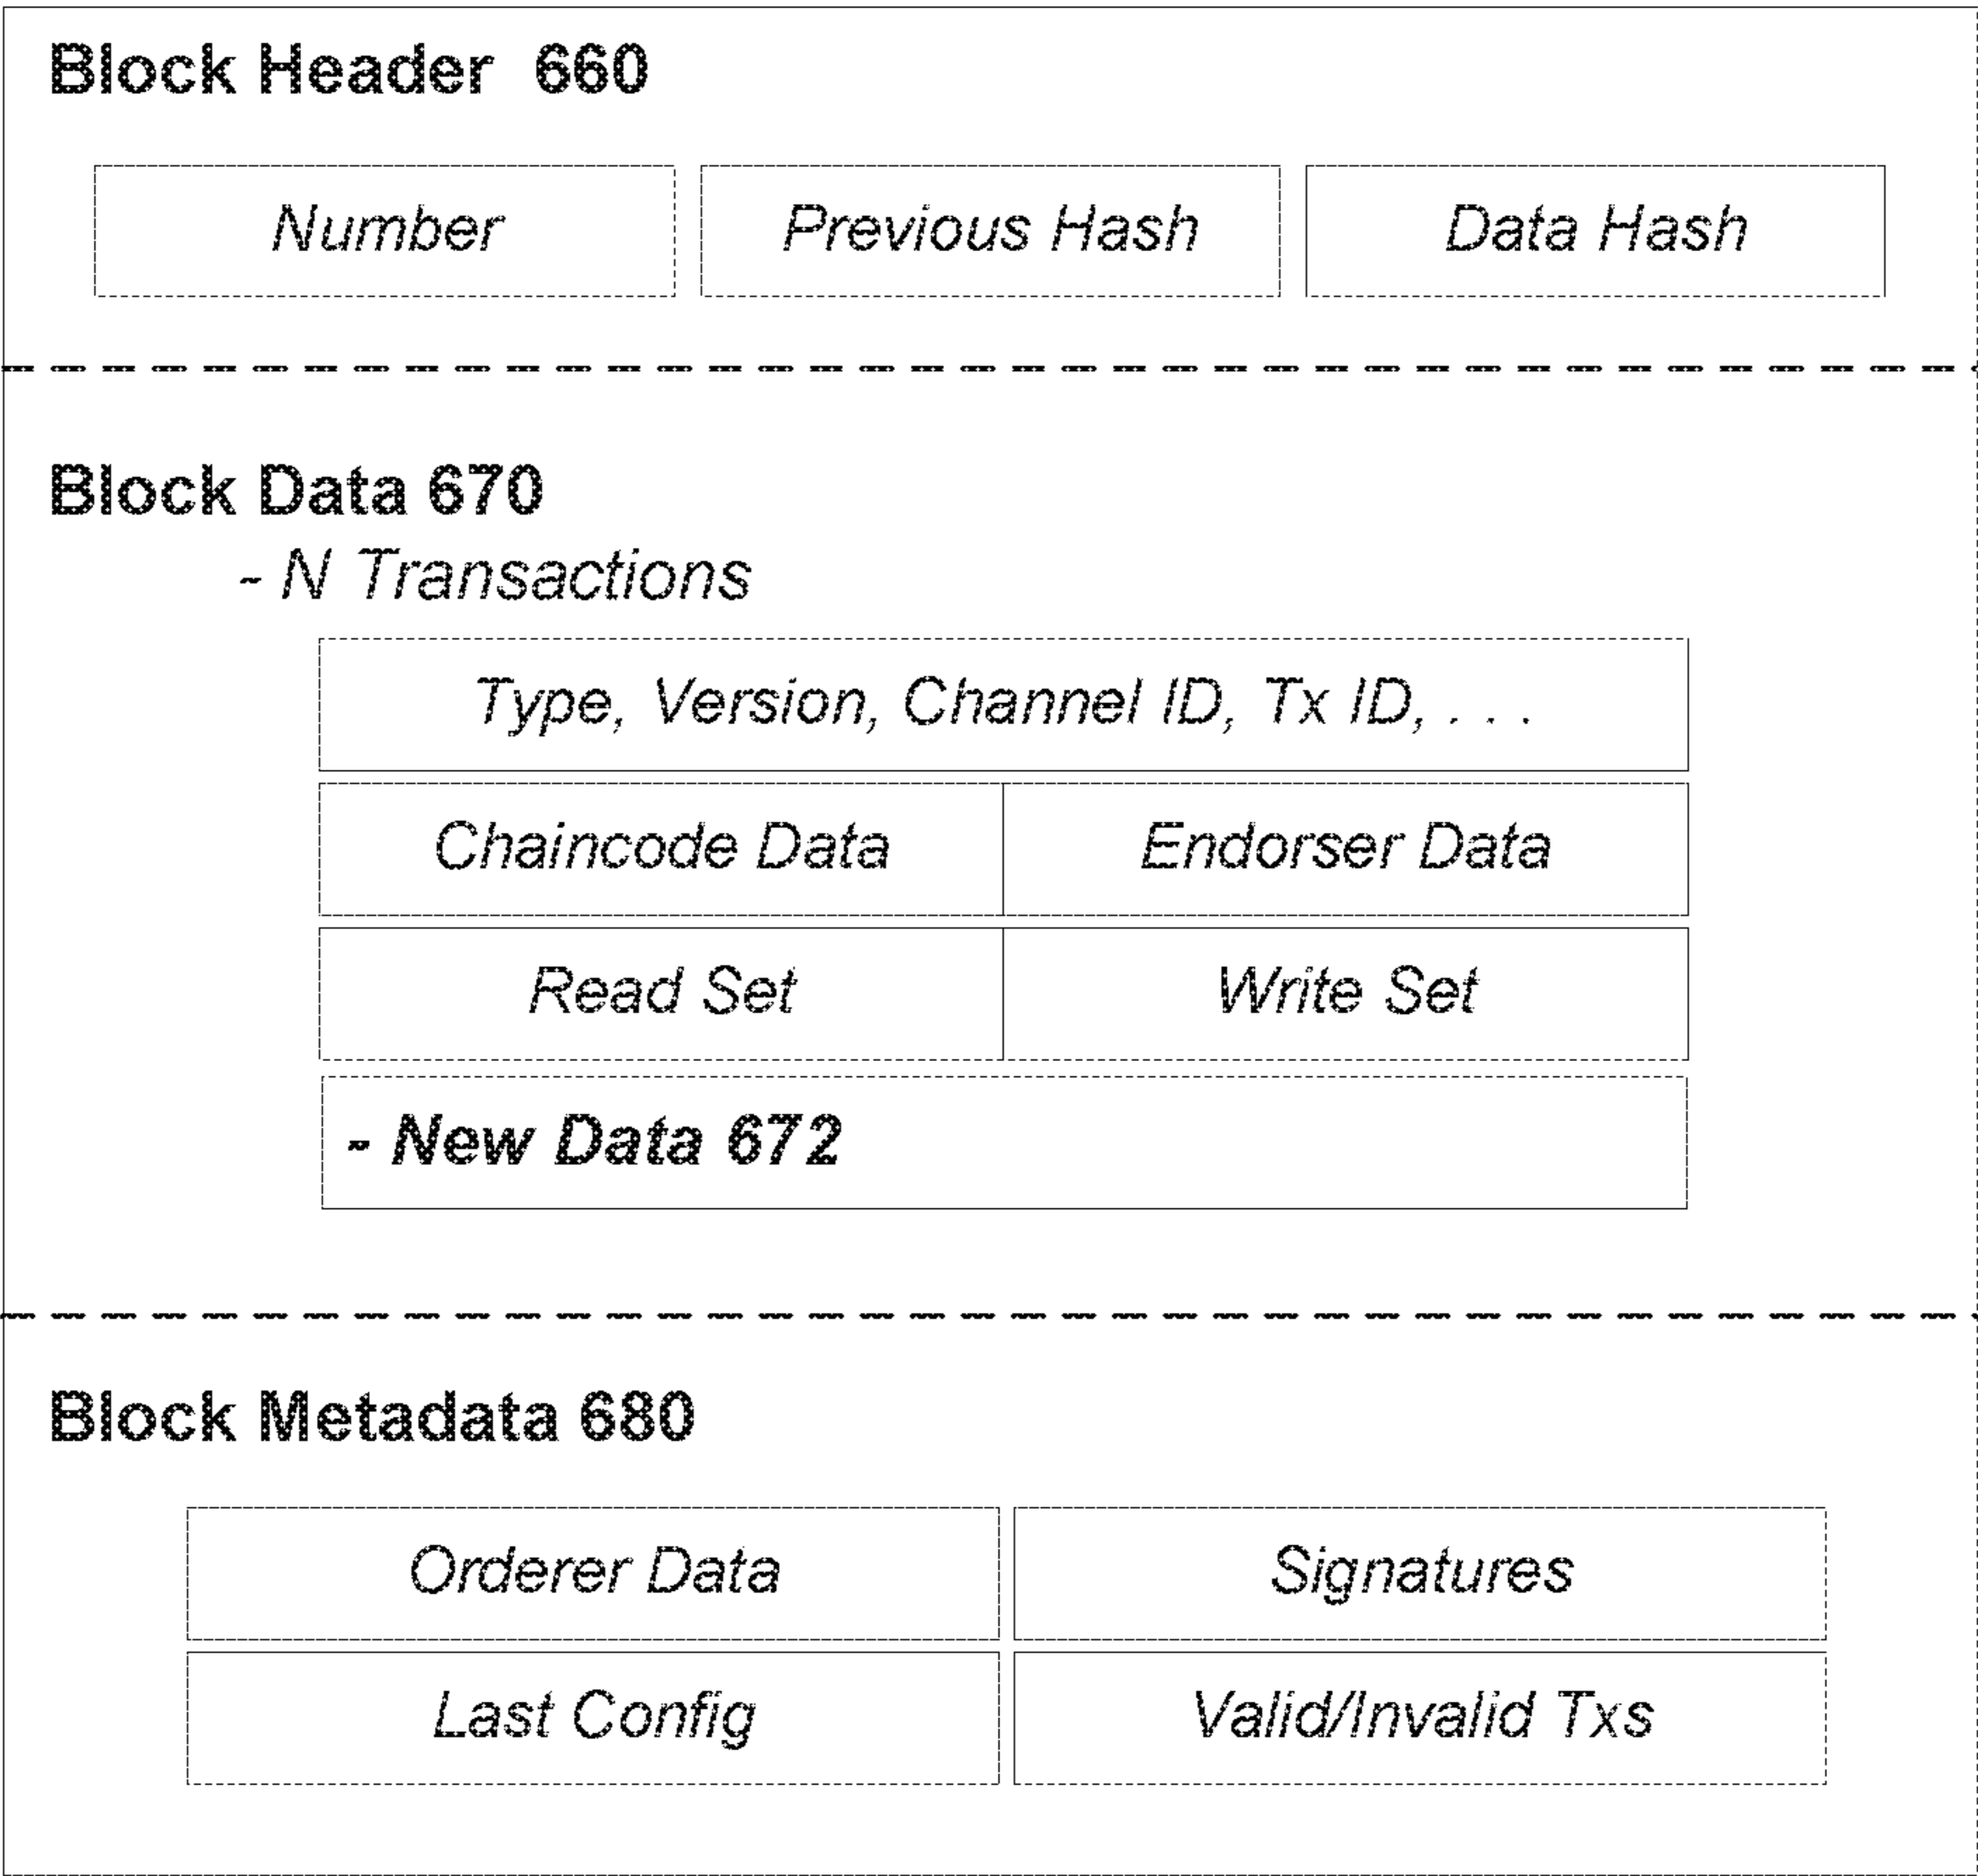 Block Header 660
Number Previous Hash Data Hash
Block Data 670
- N Transactions
Type, Version, Channel ID, Tx ID, . . .
Chaincode Data Endorser Data
Read Set Write Set
- New Data 672
Block Metadata 680
Orderer Data Signatures
Last Config Valid/Invalid Txs